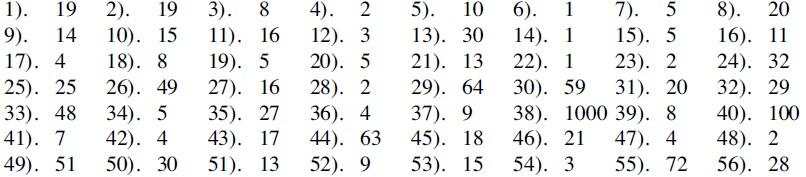 1). 19 2). 19 3). 8 4). 2 5). 10 6). 1 7). 5 8). 20
9). 14 10). 15 11). 16 12). 3 13). 30 14). 1 15). 5 16). 11
17). 4 18). 8 19). 5 20). 5 21). 13 22). 1 23). 2 24). 32
25). 25 26). 49 27). 16 28). 2 29). 64 30). 59 31). 20 32). 29
33). 48 34). 5 35). 27 36). 4 37). 9 38). 1000 39). 8 40). 100
41). 7 42). 4 43). 17 44). 63 45). 18 46). 21 47). 4 48). 2
49). 51 50). 30 51). 13 52). 9 53). 15 54). 3 55). 72 56). 28